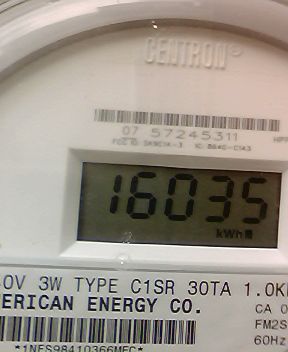 CENTRON®
07 57245311
16035
kWh
0V 3W TYPE C1SR 30TA 1.0K
ERICAN ENERGY CO.
CA 0
FM2S
60Hz
*1NES98410366MEC*